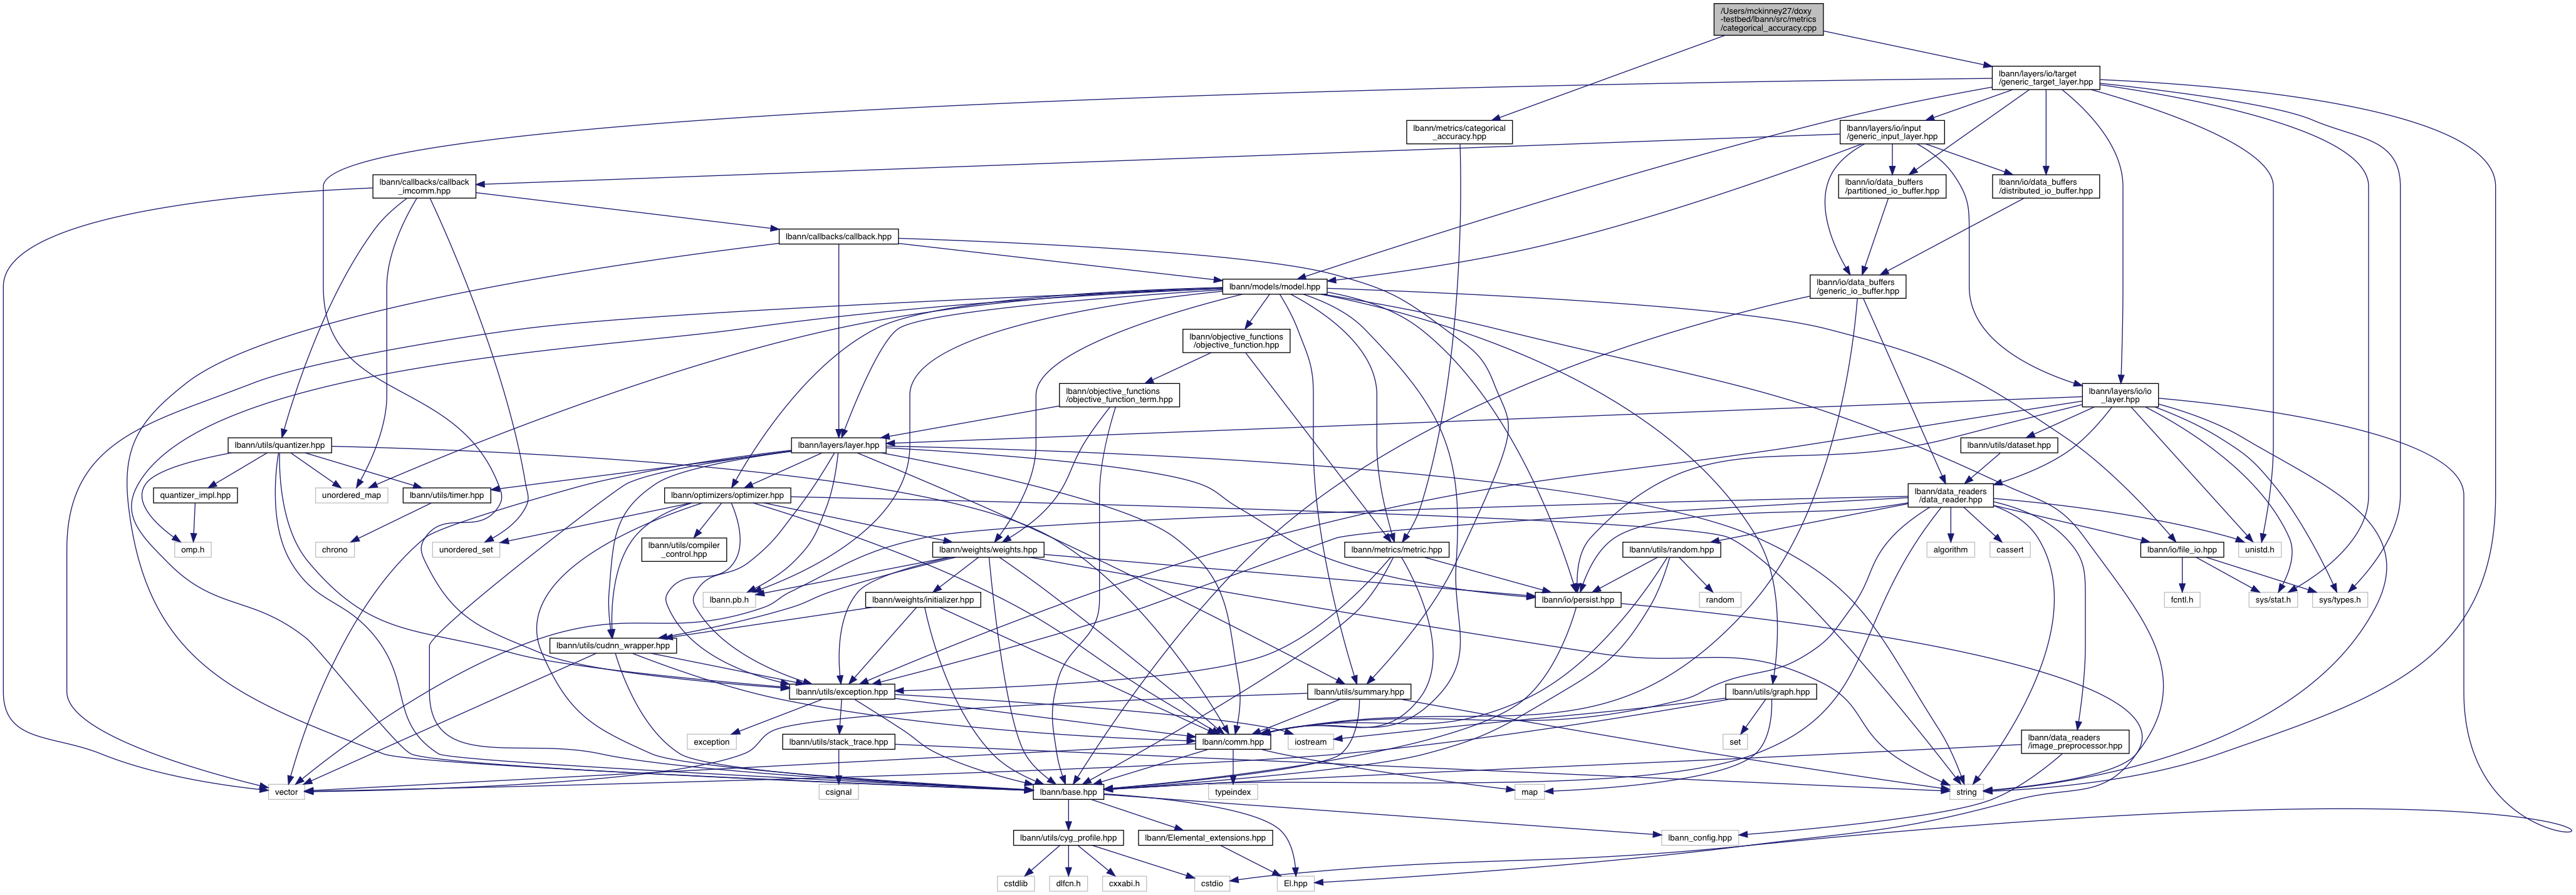 /Users/mckinney27/doxy
-testbed/lbann/src/metrics
/categorical_accuracy.cpp
lbann/layers/io/target
/generic_target_layer.hpp
lbann/metrics/categorical
_accuracy.hpp
lbann/layers/io/input
/generic_input_layer.hpp
lbann/callbacks/callback
_imcomm.hpp
lbann/io/data_buffers
/partitioned_io_buffer.hpp
lbann/io/data_buffers
/distributed_io_buffer.hpp
lbann/callbacks/callback.hpp
lbann/models/model.hpp
lbann/io/data_buffers
/generic_io_buffer.hpp
lbann/objective_functions
/objective_function.hpp
lbann/objective_functions
/objective_function_term.hpp
lbann/layers/io/io
_layer.hpp
lbann/utils/quantizer.hpp
lbann/layers/layer.hpp
lbann/utils/dataset.hpp
quantizer_impl.hpp
unordered_map
lbann/utils/timer.hpp
lbann/optimizers/optimizer.hpp
lbann/data_readers
/data_reader.hpp
omp.h
chrono
unordered_set
lbann/utils/compiler
_control.hpp
lbann/weights/weights.hpp
lbann/metrics/metric.hpp
lbann/utils/random.hpp
algorithm
cassert
lbann/io/file_io.hpp
unistd.h
lbann.pb.h
lbann/weights/initializer.hpp
lbann/io/persist.hpp
random
fcntl.h
sys/stat.h
sys/types.h
lbann/utils/cudnn_wrapper.hpp
lbann/utils/exception.hpp
lbann/utils/summary.hpp
lbann/utils/graph.hpp
exception
lbann/utils/stack_trace.hpp
lbann/comm.hpp
iostream
set
lbann/data_readers
/image_preprocessor.hpp
vector
csignal
lbann/base.hpp
typeindex
map
string
lbann/utils/cyg_profile.hpp
lbann/Elemental_extensions.hpp
lbann_config.hpp
cstdlib
dlfcn.h
cxxabi.h
cstdio
El.hpp